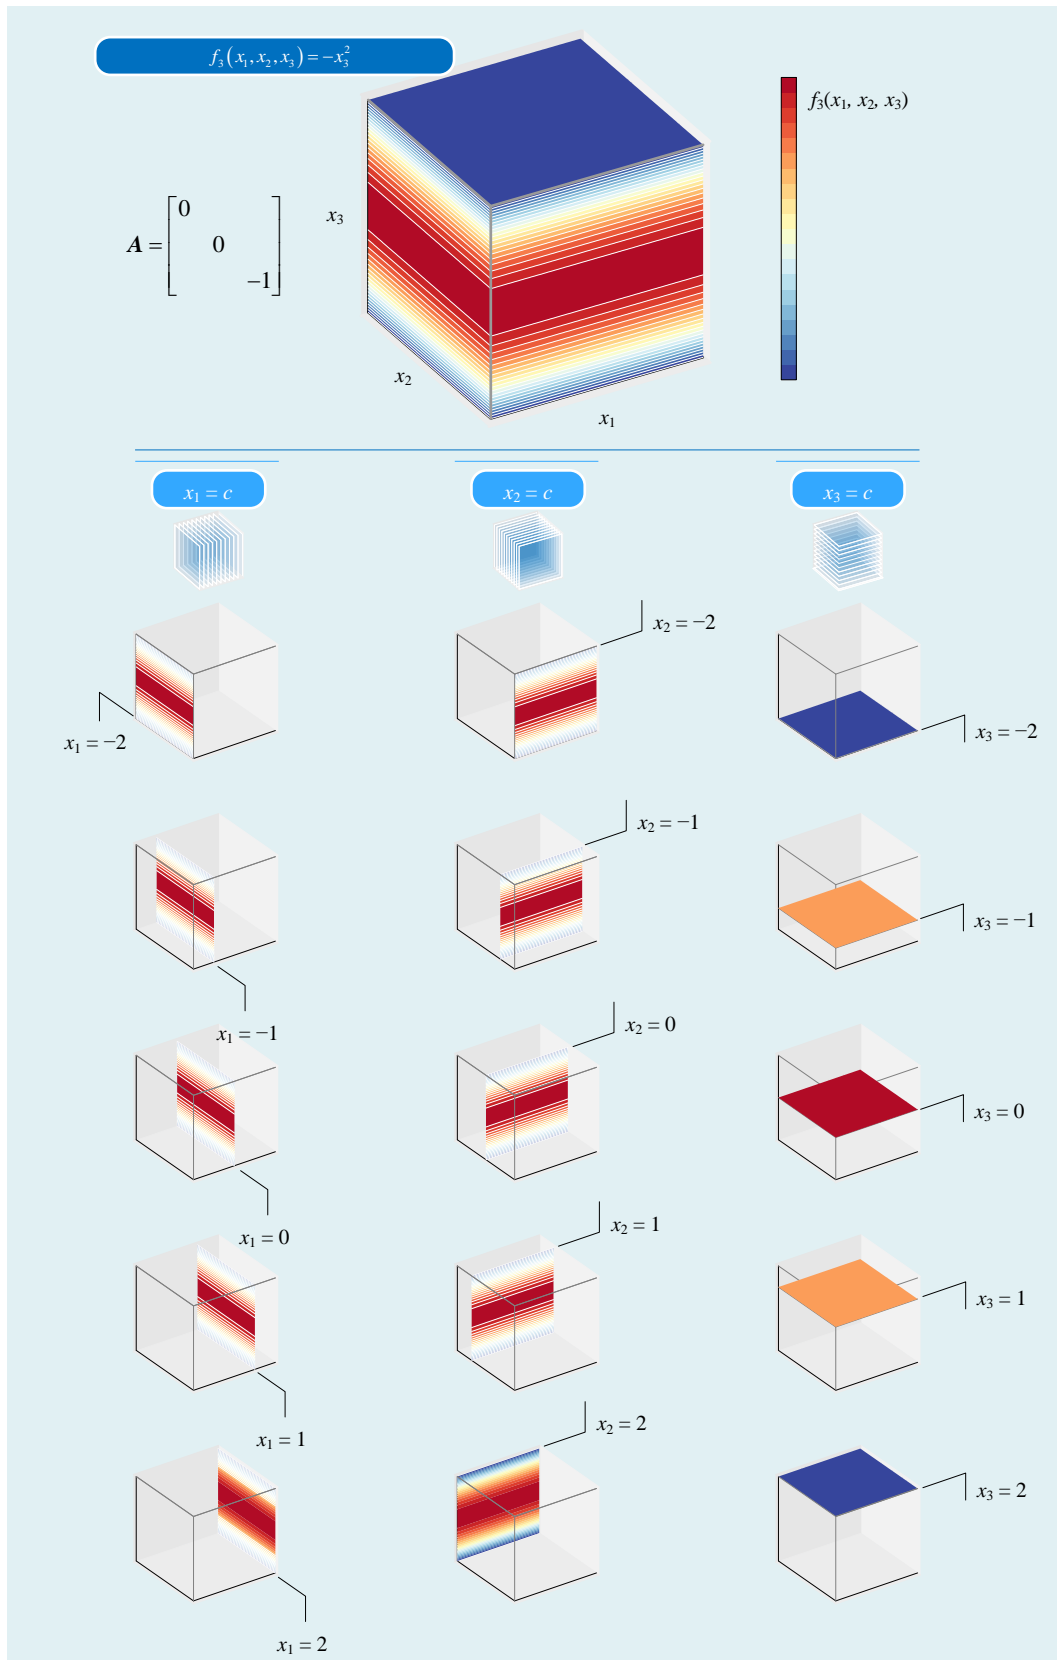 f₃(x₁, x₂, x₃) = −x₃²
f₃(x₁, x₂, x₃)
A = [0
0
−1]
x₃
x₂
x₁
x₁ = c
x₂ = c
x₃ = c
x₁ = −2
x₂ = −2
x₃ = −2
x₁ = −1
x₂ = −1
x₃ = −1
x₁ = 0
x₂ = 0
x₃ = 0
x₁ = 1
x₂ = 1
x₃ = 1
x₁ = 2
x₂ = 2
x₃ = 2